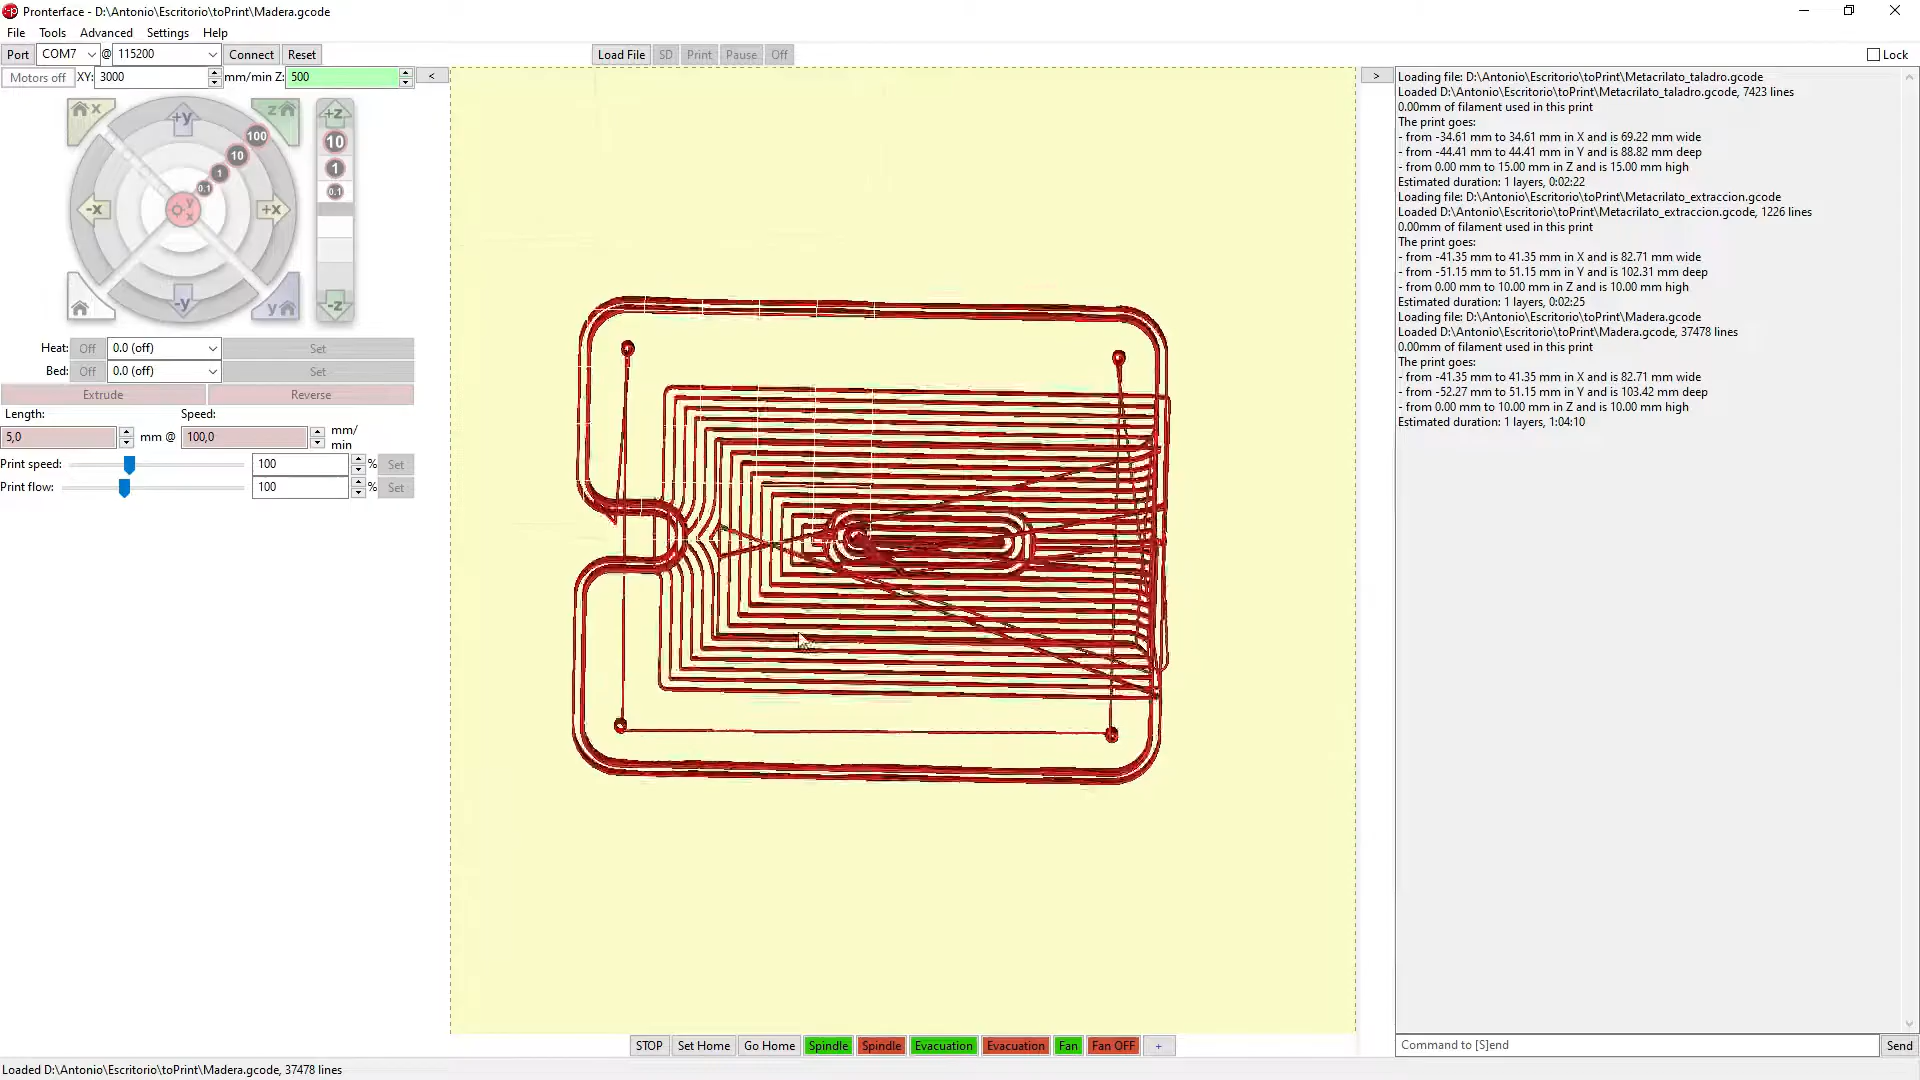 Pronterface - D:\Antonio\Escritorio\toPrint\Madera.gcode
File Tools Advanced Settings Help
Port COM7 @ 115200 Connect Reset Load File SD Print Pause Off Lock
Motors off XY: 3000 mm/min Z: 500 < >
x z
+y +z
100 10
10
1 1
0.1 0.1
-x y x +x
-y y -z
Heat: Off 0.0 (off) Set
Bed: Off 0.0 (off) Set
Extrude Reverse
Length: Speed:
5,0 mm @ 100,0 mm/
min
Print speed: 100 % Set
Print flow: 100 % Set
Loading file: D:\Antonio\Escritorio\toPrint\Metacrilato_taladro.gcode
Loaded D:\Antonio\Escritorio\toPrint\Metacrilato_taladro.gcode, 7423 lines
0.00mm of filament used in this print
The print goes:
- from -34.61 mm to 34.61 mm in X and is 69.22 mm wide
- from -44.41 mm to 44.41 mm in Y and is 88.82 mm deep
- from 0.00 mm to 15.00 mm in Z and is 15.00 mm high
Estimated duration: 1 layers, 0:02:22
Loading file: D:\Antonio\Escritorio\toPrint\Metacrilato_extraccion.gcode
Loaded D:\Antonio\Escritorio\toPrint\Metacrilato_extraccion.gcode, 1226 lines
0.00mm of filament used in this print
The print goes:
- from -41.35 mm to 41.35 mm in X and is 82.71 mm wide
- from -51.15 mm to 51.15 mm in Y and is 102.31 mm deep
- from 0.00 mm to 10.00 mm in Z and is 10.00 mm high
Estimated duration: 1 layers, 0:02:25
Loading file: D:\Antonio\Escritorio\toPrint\Madera.gcode
Loaded D:\Antonio\Escritorio\toPrint\Madera.gcode, 37478 lines
0.00mm of filament used in this print
The print goes:
- from -41.35 mm to 41.35 mm in X and is 82.71 mm wide
- from -52.27 mm to 51.15 mm in Y and is 103.42 mm deep
- from 0.00 mm to 10.00 mm in Z and is 10.00 mm high
Estimated duration: 1 layers, 1:04:10
STOP Set Home Go Home Spindle Spindle Evacuation Evacuation Fan Fan OFF + Command to [S]end Send
Loaded D:\Antonio\Escritorio\toPrint\Madera.gcode, 37478 lines